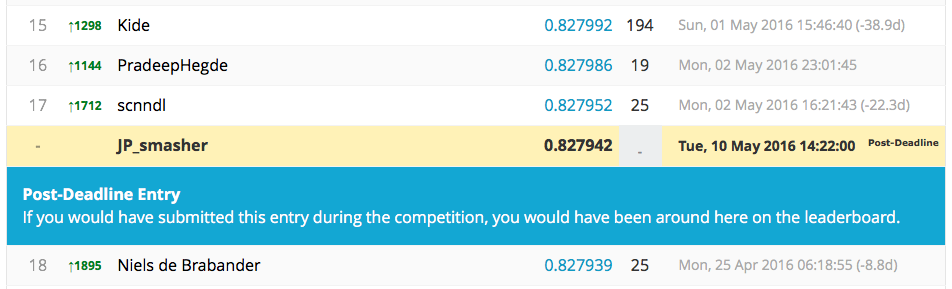 15 ↑1298 Kide 0.827992 194 Sun, 01 May 2016 15:46:40 (-38.9d)
16 ↑1144 PradeepHegde 0.827986 19 Mon, 02 May 2016 23:01:45
17 ↑1712 scnndl 0.827952 25 Mon, 02 May 2016 16:21:43 (-22.3d)
- JP_smasher 0.827942 - Tue, 10 May 2016 14:22:00 Post-Deadline
Post-Deadline Entry
If you would have submitted this entry during the competition, you would have been around here on the leaderboard.
18 ↑1895 Niels de Brabander 0.827939 25 Mon, 25 Apr 2016 06:18:55 (-8.8d)